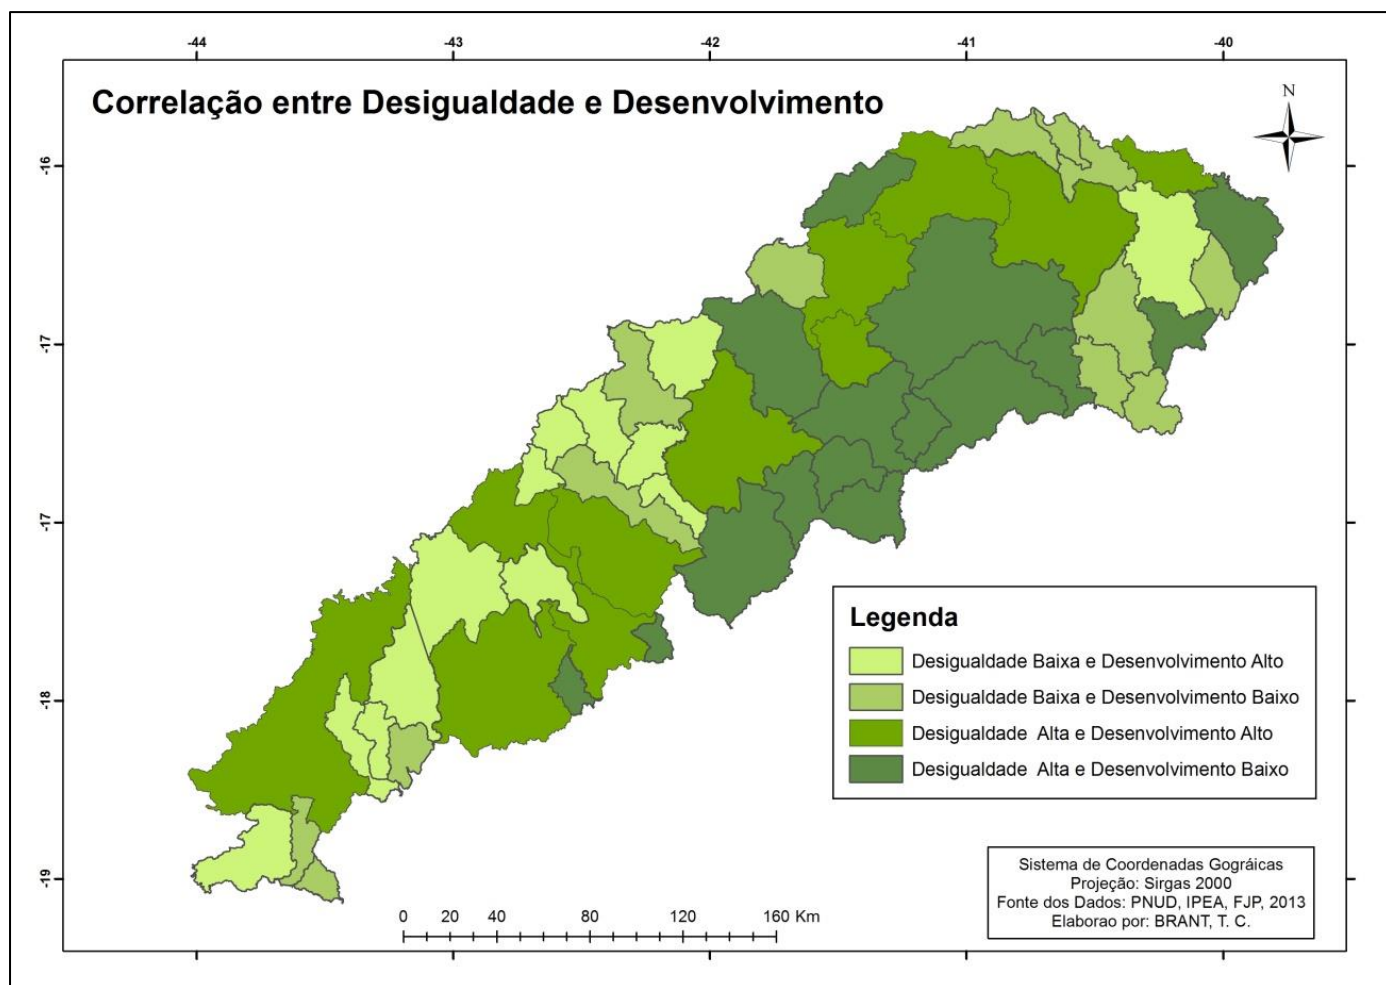 -44 -43 -42 -41 -40
Correlação entre Desigualdade e Desenvolvimento
N
-16
-17
-17
-18
-19
Legenda
Desigualdade Baixa e Desenvolvimento Alto
Desigualdade Baixa e Desenvolvimento Baixo
Desigualdade Alta e Desenvolvimento Alto
Desigualdade Alta e Desenvolvimento Baixo
Sistema de Coordenadas Gográicas
Projeção: Sirgas 2000
Fonte dos Dados: PNUD, IPEA, FJP, 2013
Elaborao por: BRANT, T. C.
0 20 40 80 120 160 Km